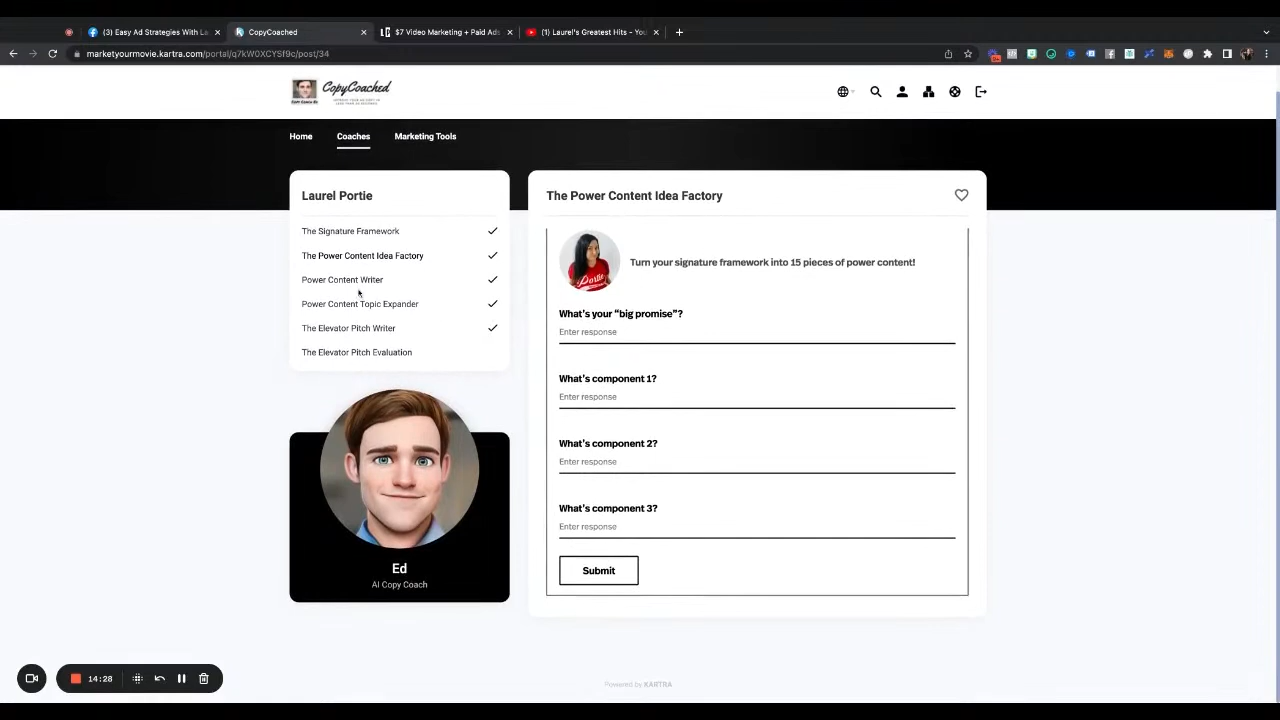 (3) Easy Ad Strategies With La
CopyCoached
$7 Video Marketing + Paid Ads
(1) Laurel's Greatest Hits - You
marketyourmovie.kartra.com/portal/q7kW0XCYSf9c/post/34
CopyCoached
Home
Coaches
Marketing Tools
Laurel Portie
The Signature Framework
The Power Content Idea Factory
Power Content Writer
Power Content Topic Expander
The Elevator Pitch Writer
The Elevator Pitch Evaluation
Ed
AI Copy Coach
The Power Content Idea Factory
Portie
Turn your signature framework into 15 pieces of power content!
What's your “big promise”?
Enter response
What's component 1?
Enter response
What's component 2?
Enter response
What's component 3?
Enter response
Submit
14:28
Powered by KARTRA